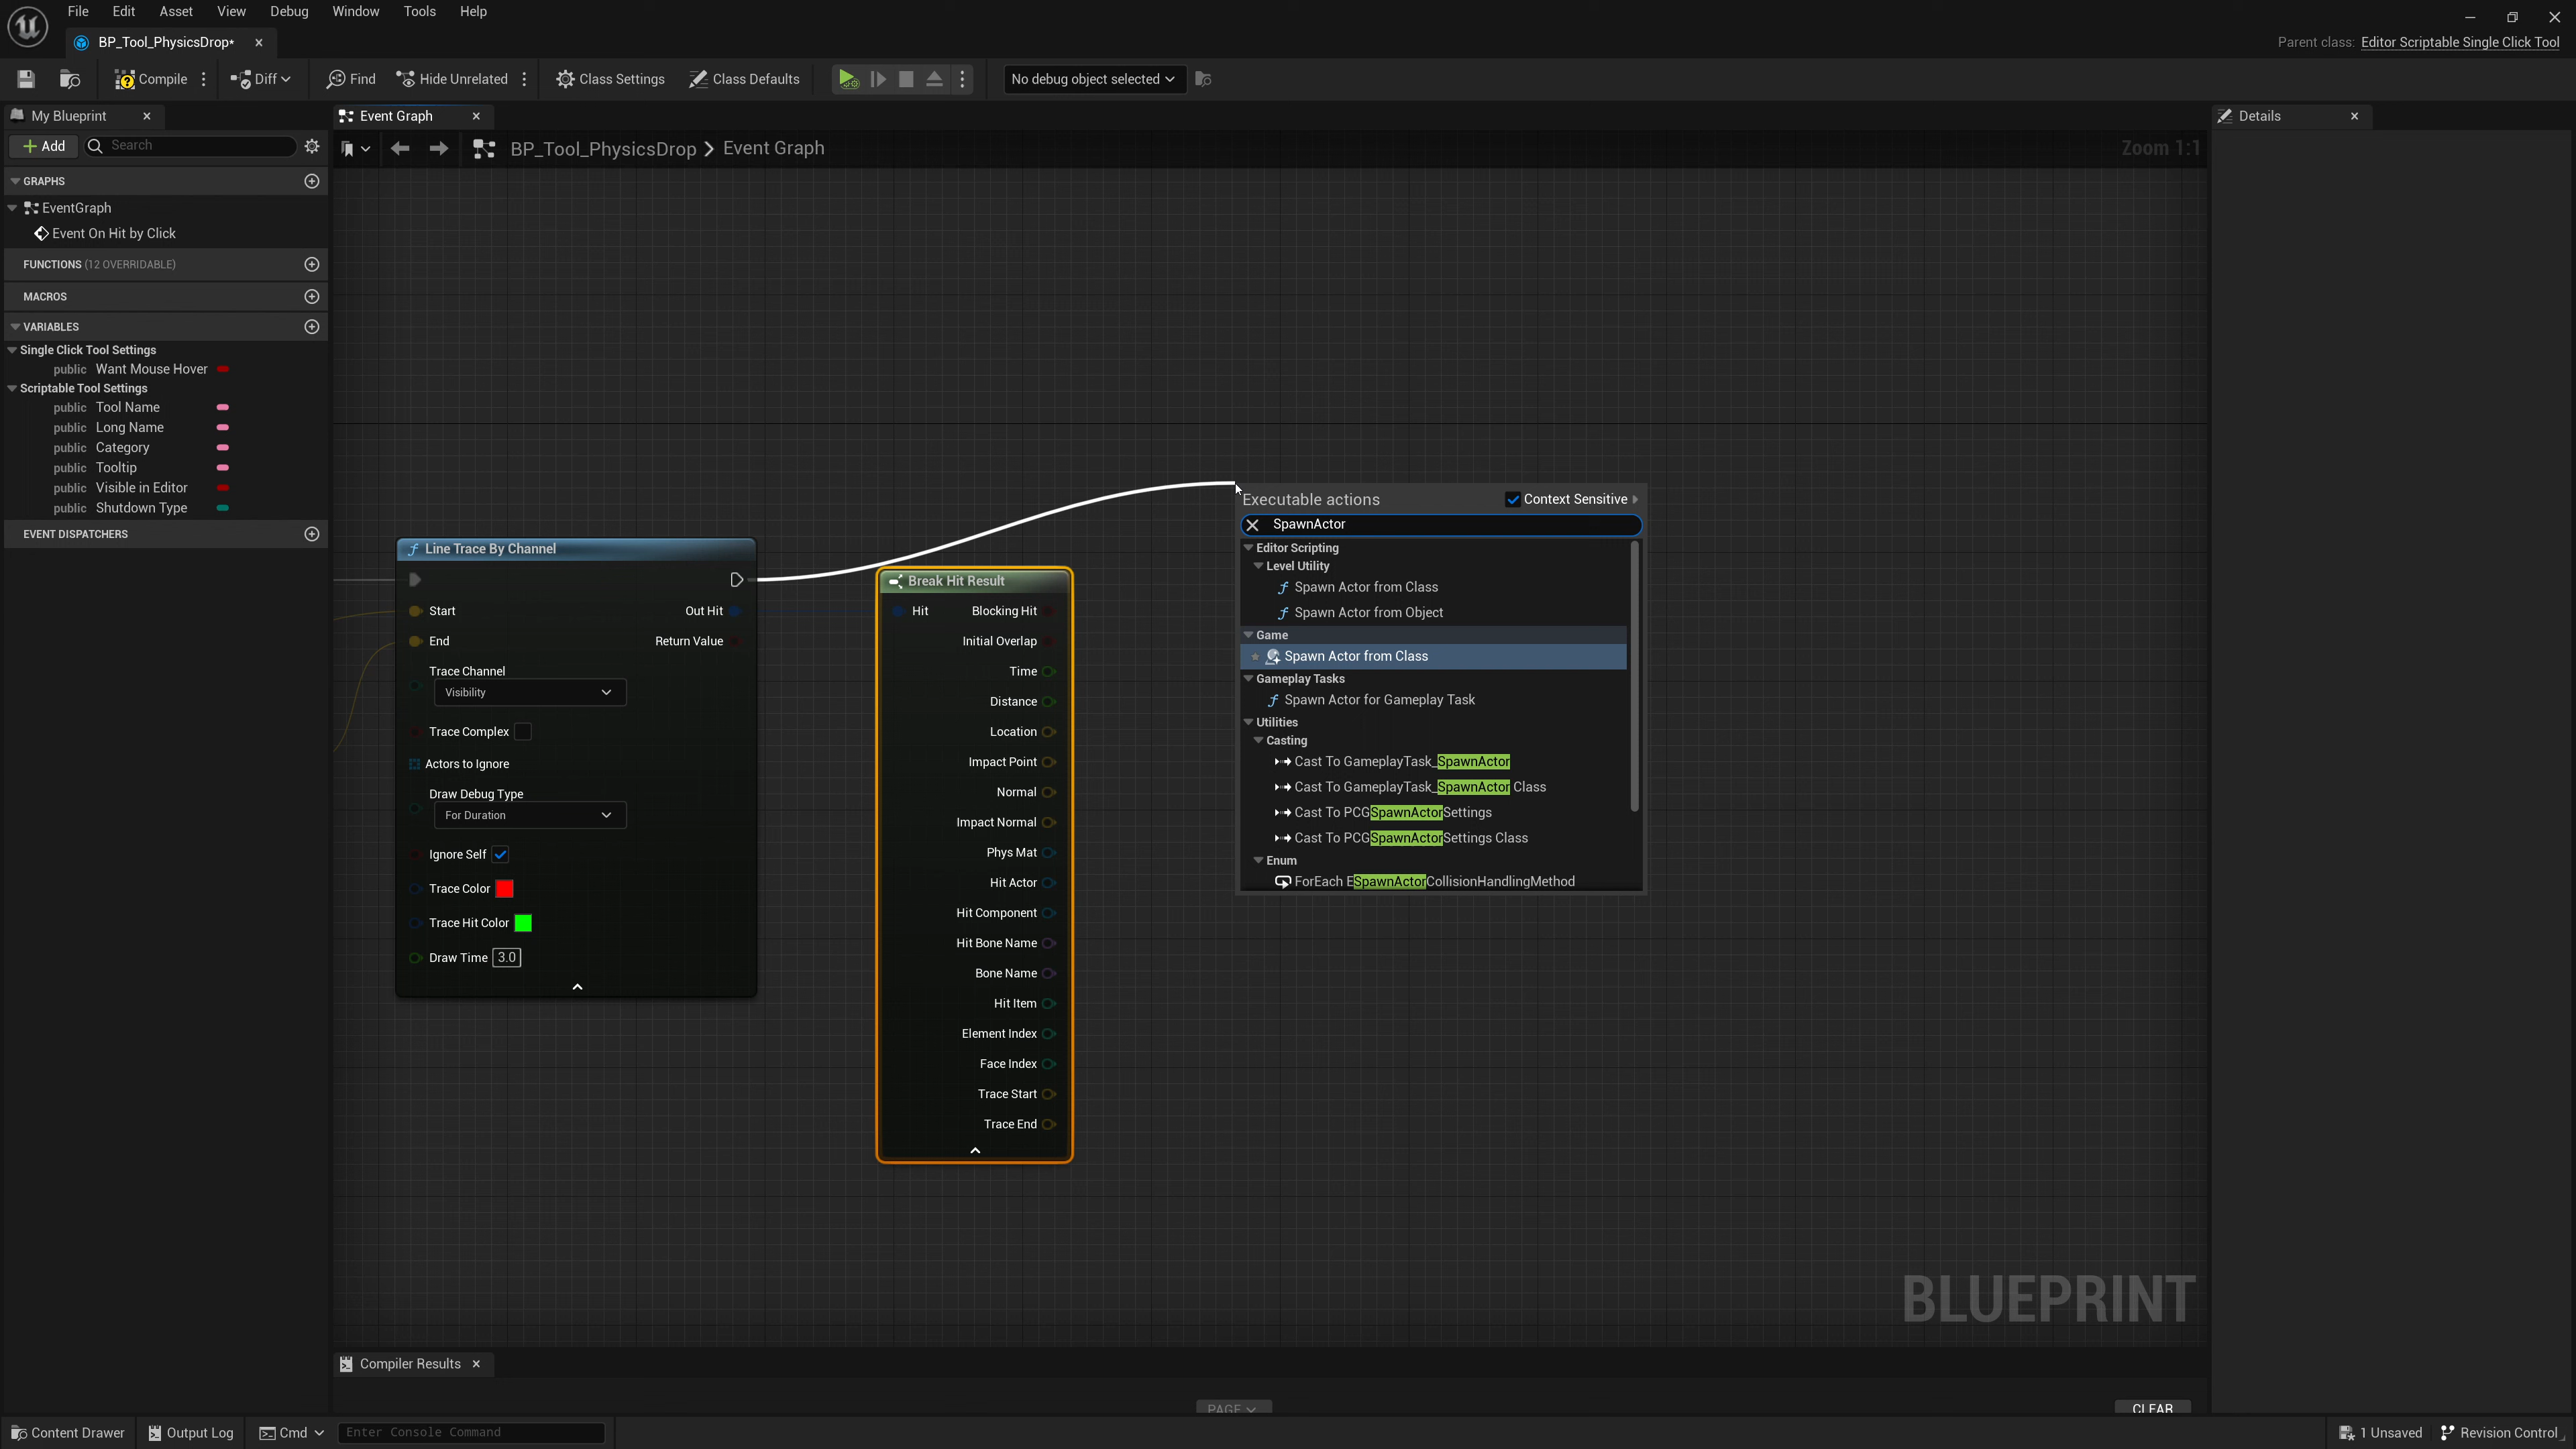 File Edit Asset View Debug Window Tools Help
BP_Tool_PhysicsDrop*
Parent class: Editor Scriptable Single Click Tool
Compile Diff Find Hide Unrelated Class Settings Class Defaults No debug object selected
My Blueprint
Event Graph
Details
Add Search
BP_Tool_PhysicsDrop > Event Graph
Zoom 1:1
GRAPHS
EventGraph
Event On Hit by Click
FUNCTIONS (12 OVERRIDABLE)
MACROS
VARIABLES
Single Click Tool Settings
public Want Mouse Hover
Scriptable Tool Settings
public Tool Name
public Long Name
public Category
public Tooltip
public Visible in Editor
public Shutdown Type
EVENT DISPATCHERS
Line Trace By Channel
Start Out Hit
End Return Value
Trace Channel
Visibility
Trace Complex
Actors to Ignore
Draw Debug Type
For Duration
Ignore Self
Trace Color
Trace Hit Color
Draw Time 3.0
Break Hit Result
Hit Blocking Hit
Initial Overlap
Time
Distance
Location
Impact Point
Normal
Impact Normal
Phys Mat
Hit Actor
Hit Component
Hit Bone Name
Bone Name
Hit Item
Element Index
Face Index
Trace Start
Trace End
Executable actions Context Sensitive
SpawnActor
Editor Scripting
Level Utility
Spawn Actor from Class
Spawn Actor from Object
Game
Spawn Actor from Class
Gameplay Tasks
Spawn Actor for Gameplay Task
Utilities
Casting
Cast To GameplayTask_SpawnActor
Cast To GameplayTask_SpawnActor Class
Cast To PCGSpawnActorSettings
Cast To PCGSpawnActorSettings Class
Enum
ForEach ESpawnActorCollisionHandlingMethod
BLUEPRINT
Compiler Results
PAGE
CLEAR
Content Drawer Output Log Cmd Enter Console Command
1 Unsaved Revision Control